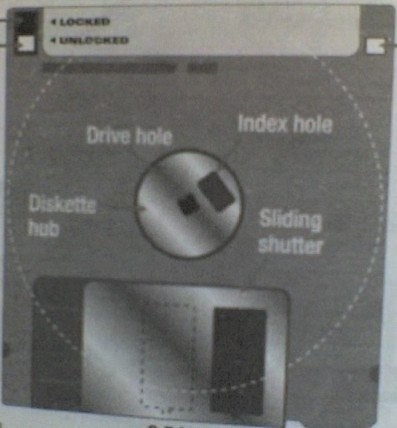 ◄ LOCKED
◄ UNLOCKED
Drive hole
Index hole
Diskette
hub
Sliding
shutter